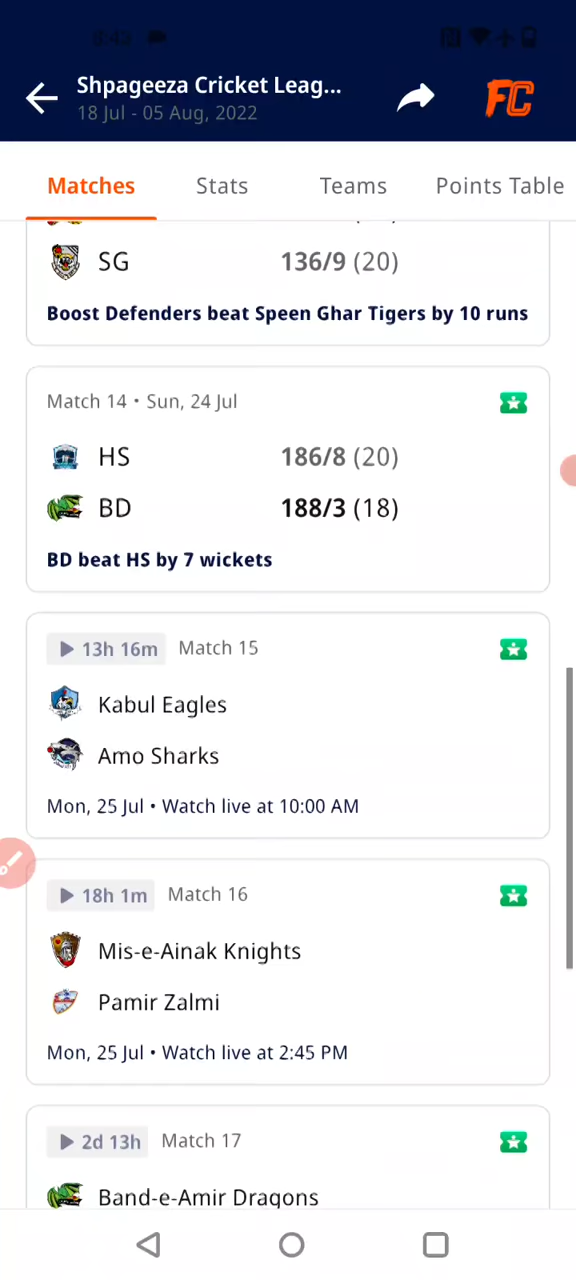 Shpageeza Cricket Leag...
18 Jul - 05 Aug, 2022
FC
Matches Stats Teams Points Table
SG 136/9 (20)
Boost Defenders beat Speen Ghar Tigers by 10 runs
Match 14 • Sun, 24 Jul
HS 186/8 (20)
BD 188/3 (18)
BD beat HS by 7 wickets
13h 16m Match 15
Kabul Eagles
Amo Sharks
Mon, 25 Jul • Watch live at 10:00 AM
18h 1m Match 16
Mis-e-Ainak Knights
Pamir Zalmi
Mon, 25 Jul • Watch live at 2:45 PM
2d 13h Match 17
Band-e-Amir Dragons